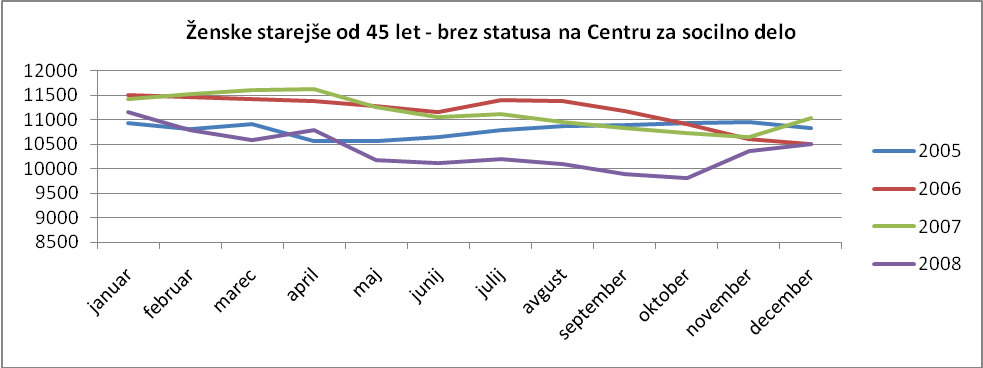 Ženske starejše od 45 let - brez statusa na Centru za socilno delo
12000
11500
11000
10500
10000
9500
9000
8500
januar
februar
marec
april
maj
junij
julij
avgust
september
oktober
november
december
2005
2006
2007
2008